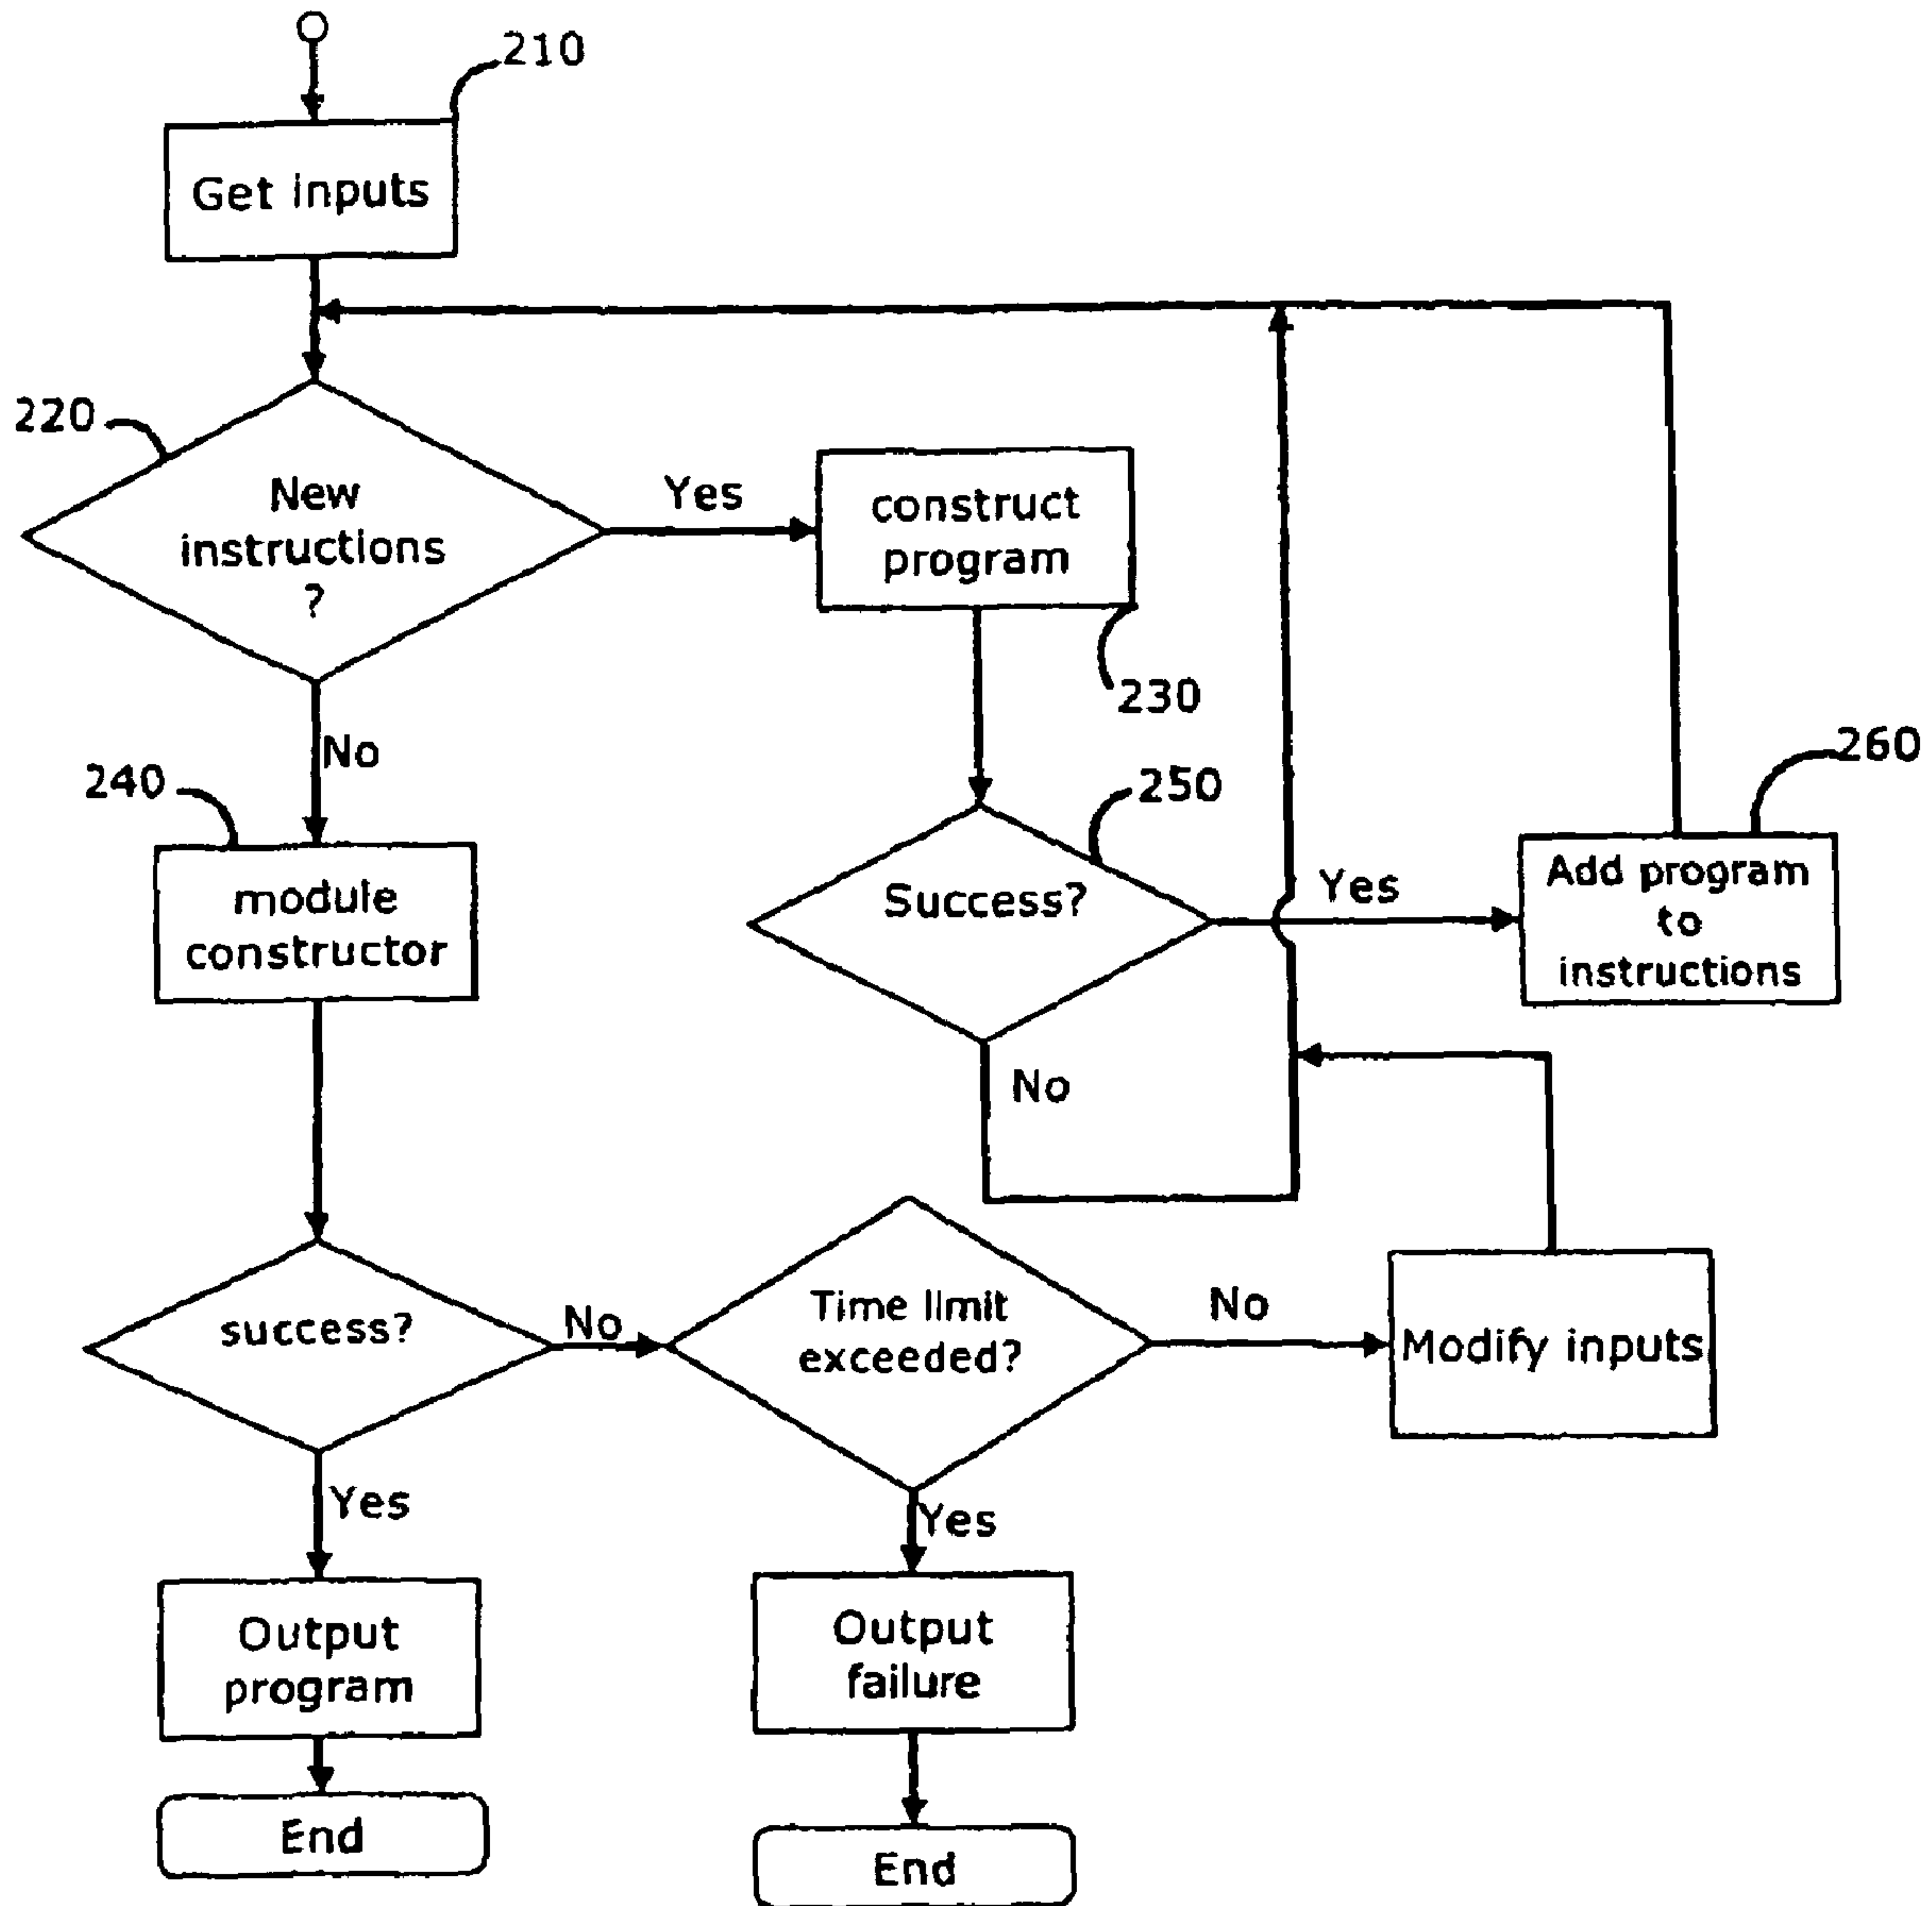 210
Get inputs
220
New
instructions
?
Yes
construct
program
230
No
240
module
constructor
250
Success?
Yes
260
Add program
to
instructions
No
success?
No
Time limit
exceeded?
No
Modify inputs
Yes
Yes
Output
program
Output
failure
End
End